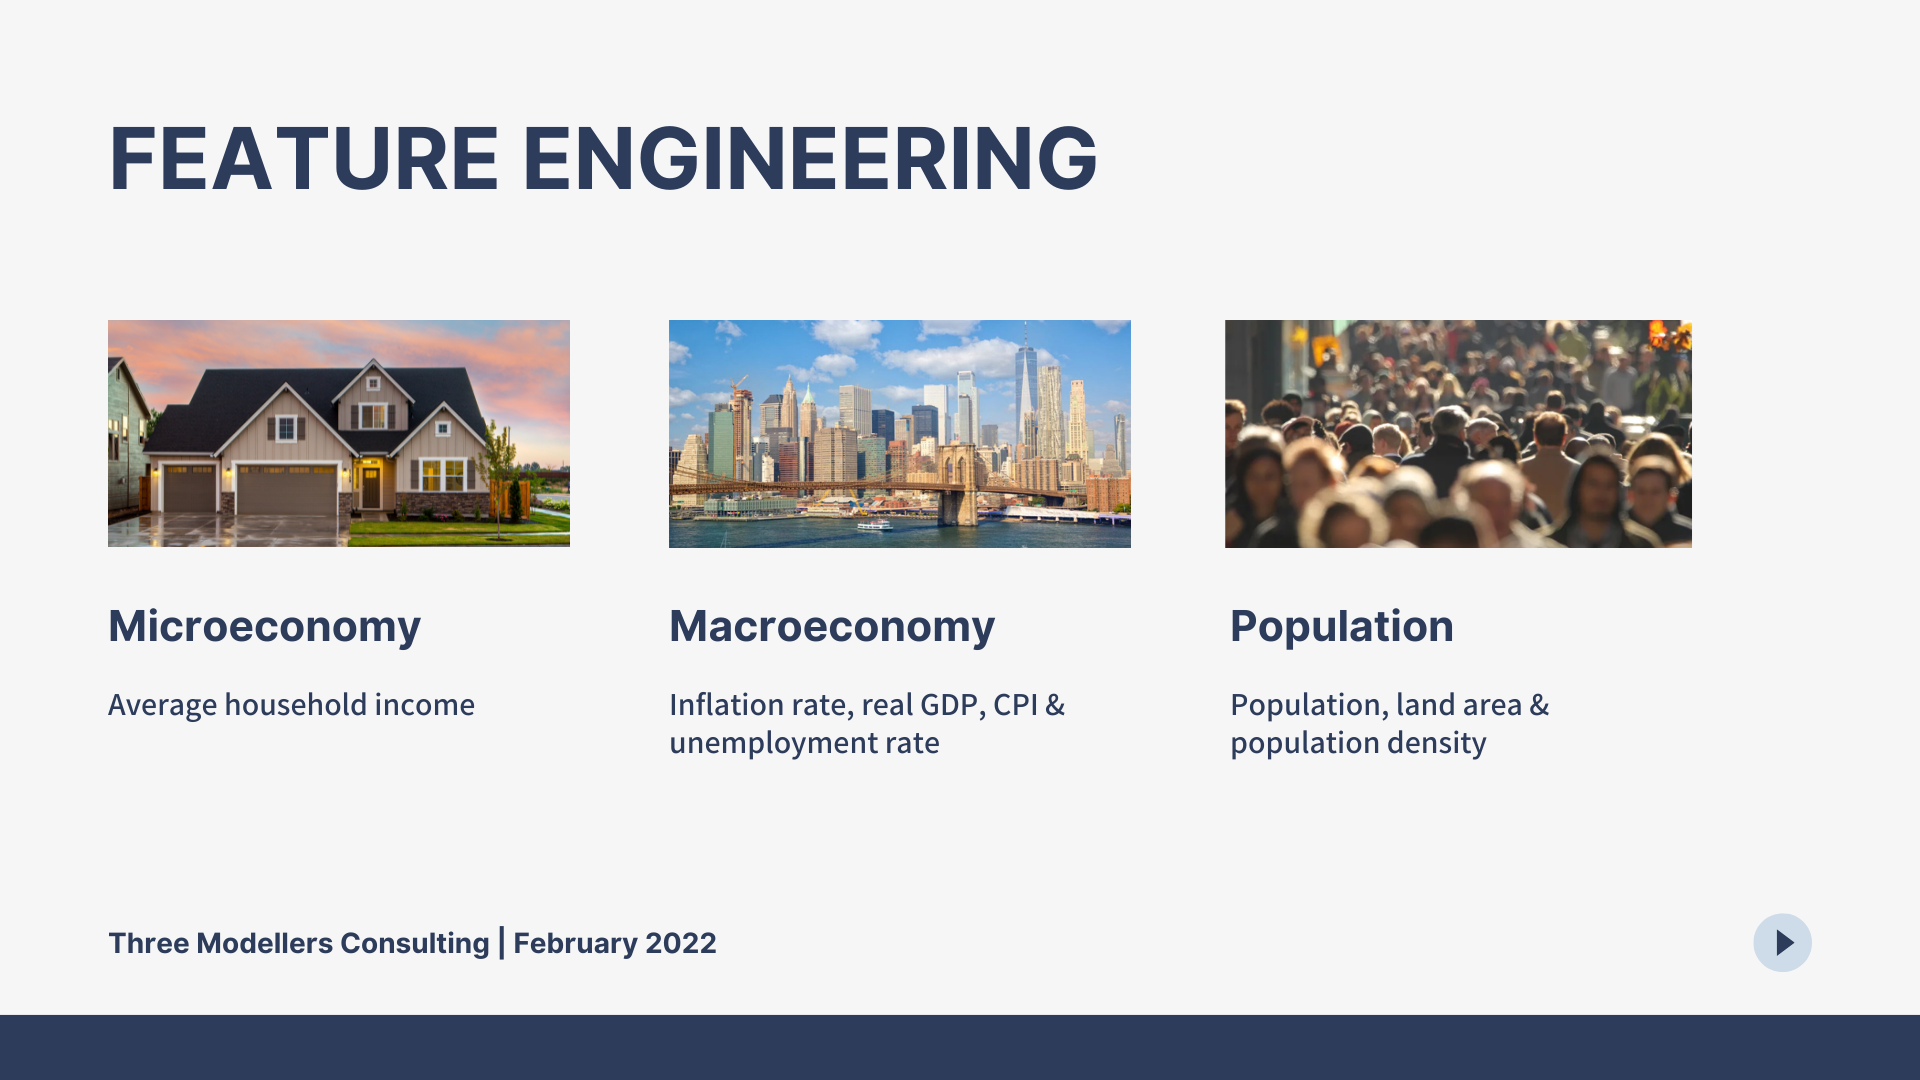 FEATURE ENGINEERING
Microeconomy
Average household income
Macroeconomy
Inflation rate, real GDP, CPI &
unemployment rate
Population
Population, land area &
population density
Three Modellers Consulting | February 2022